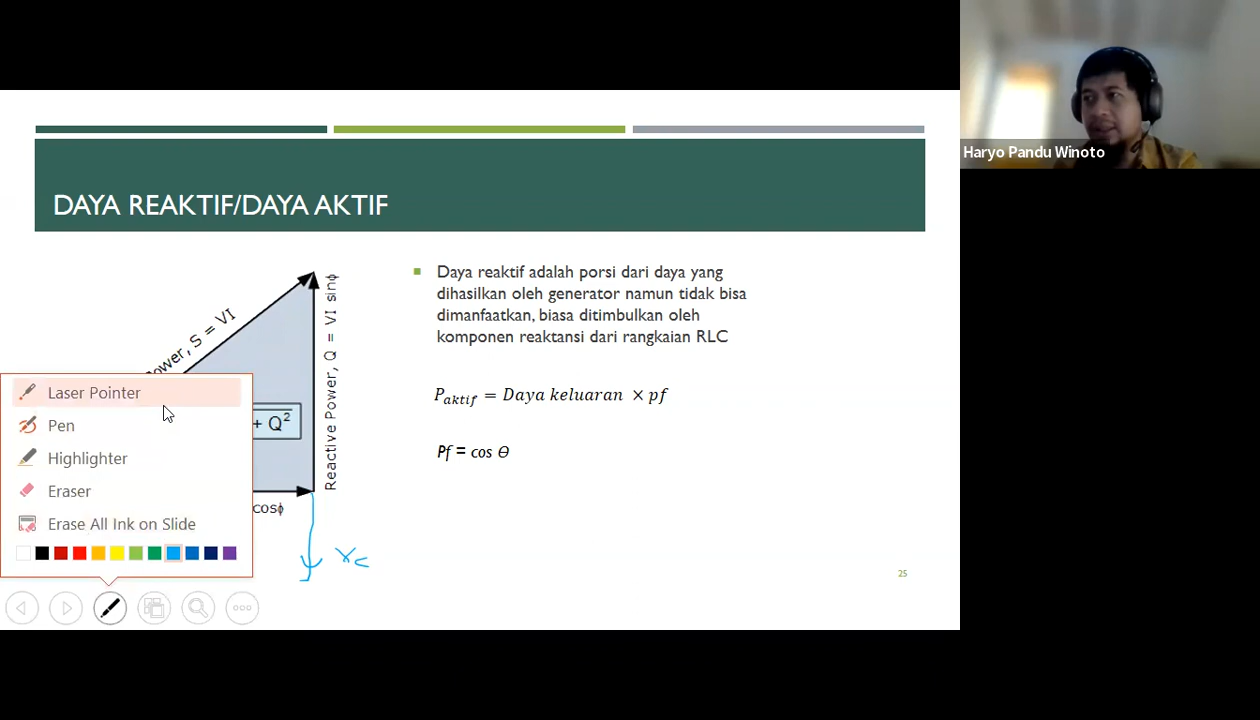 Haryo Pandu Winoto
DAYA REAKTIF/DAYA AKTIF
Power, S = VI
Reactive Power, Q = VI sinϕ
+ Q²
cosϕ
Xc
Daya reaktif adalah porsi dari daya yang
dihasilkan oleh generator namun tidak bisa
dimanfaatkan, biasa ditimbulkan oleh
komponen reaktansi dari rangkaian RLC
P_aktif = Daya keluaran × pf
Pf = cos Θ
Laser Pointer
Pen
Highlighter
Eraser
Erase All Ink on Slide
25